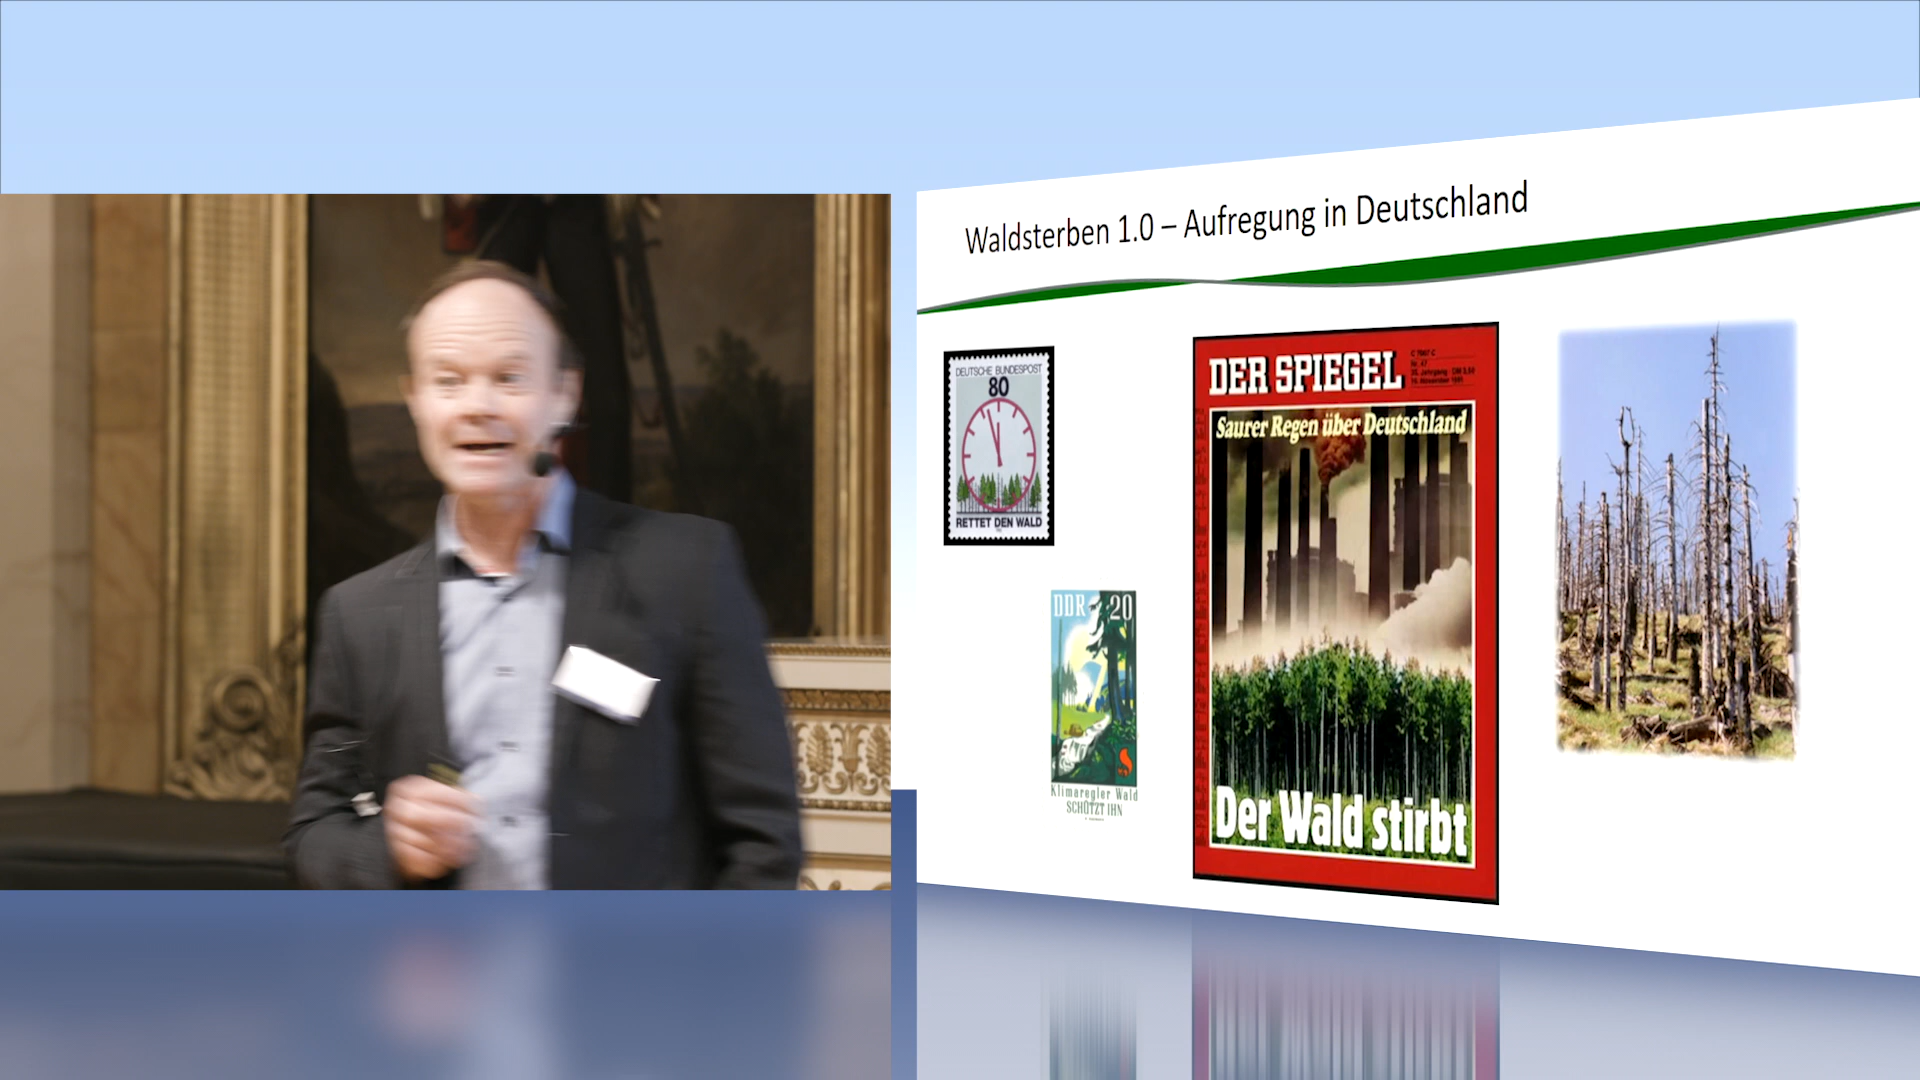 Waldsterben 1.0 – Aufregung in Deutschland
DEUTSCHE BUNDESPOST
80
RETTET DEN WALD
DDR 20
Klimaregler Wald
SCHÜTZT IHN
DER SPIEGEL
Saurer Regen über Deutschland
Der Wald stirbt